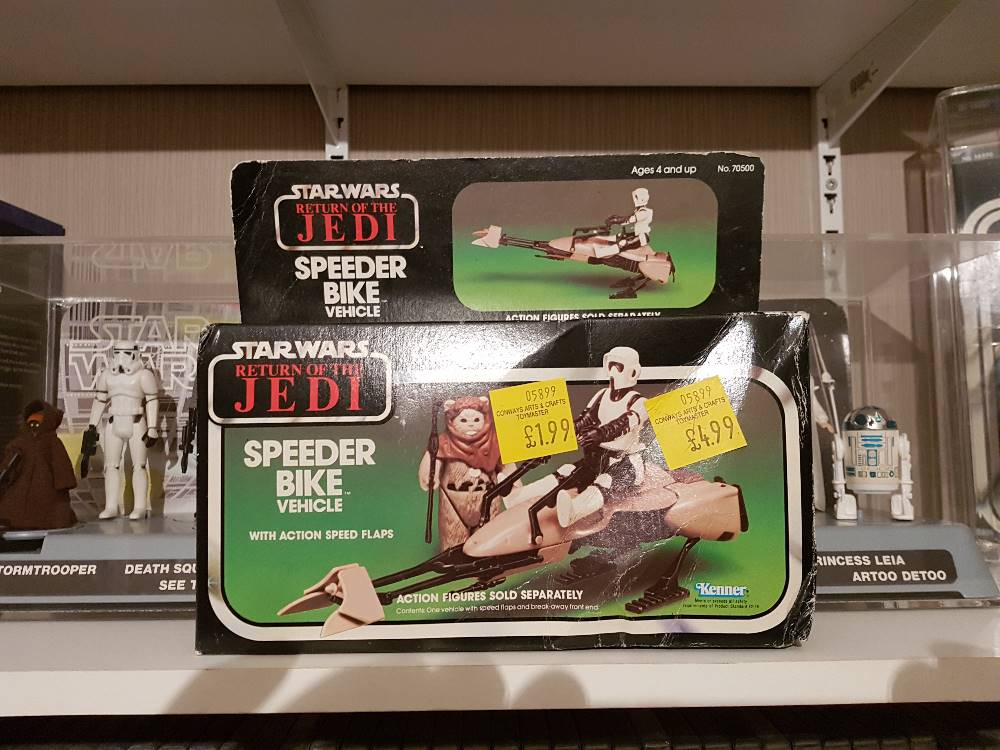 Ages 4 and up
No. 70500
STAR WARS
RETURN OF THE
JEDI
SPEEDER
BIKE
VEHICLE
ACTION FIGURES SOLD SEPARATELY
STAR
WARS
STAR WARS
RETURN OF THE
JEDI
SPEEDER
BIKE
VEHICLE
WITH ACTION SPEED FLAPS
05899
CONWAYS ARTS & CRAFTS
TOYMASTER
£1.99
05899
CONWAYS ARTS & CRAFTS
TOYMASTER
£4.99
ACTION FIGURES SOLD SEPARATELY
Contents: One vehicle with speed flaps and break-away front end.
Kenner
TORMTROOPER
DEATH SQU
SEE T
RINCESS LEIA
ARTOO DETOO